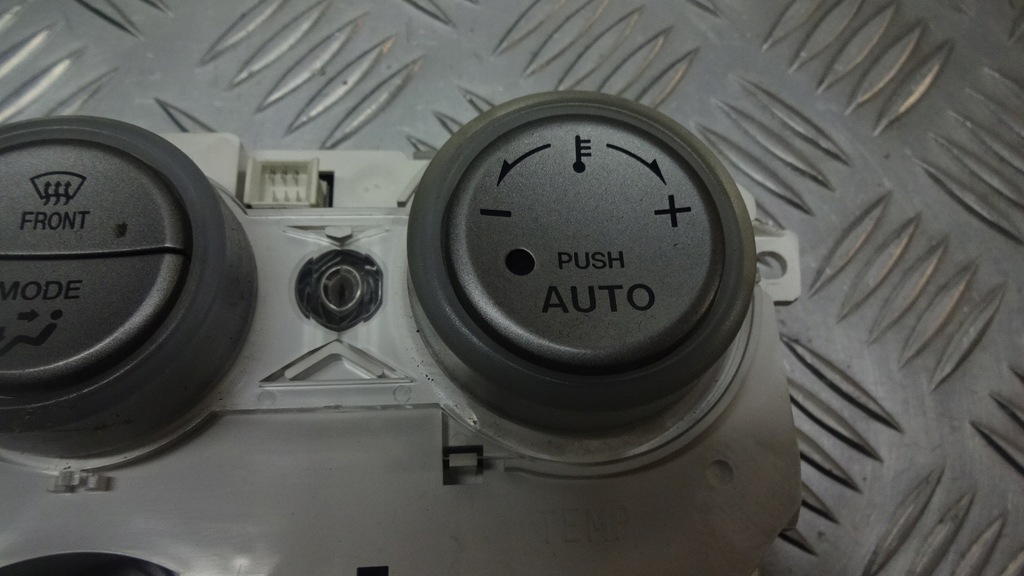 FRONT
MODE
− +
PUSH
AUTO
TEMP